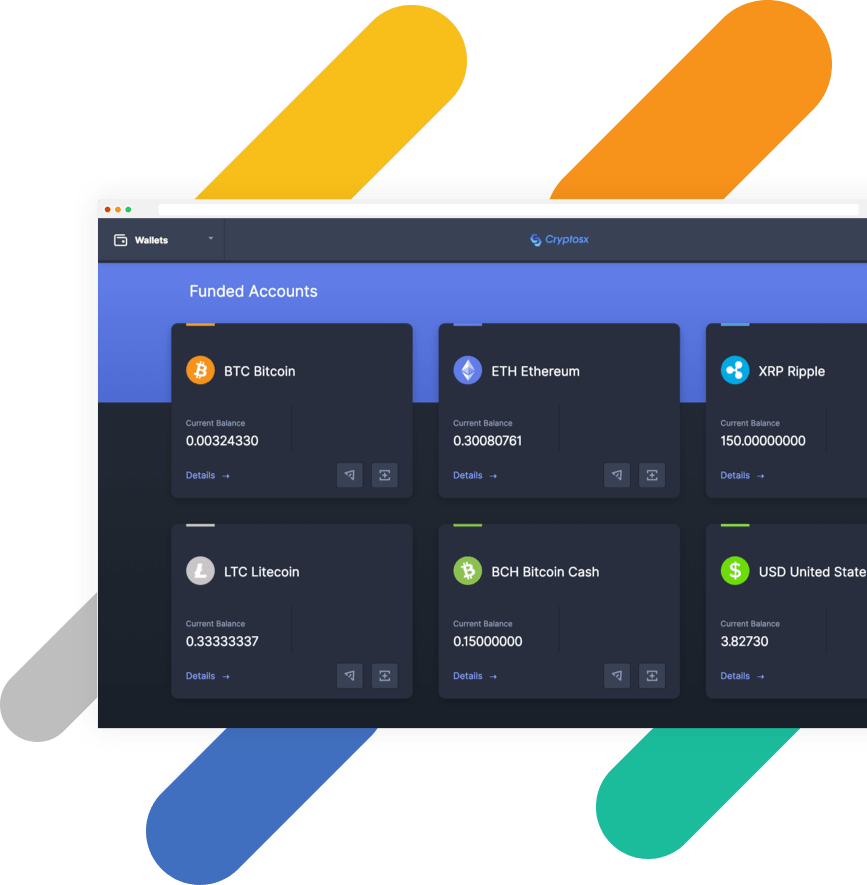 Wallets
Cryptosx
Funded Accounts
BTC Bitcoin
Current Balance
0.00324330
Details →
ETH Ethereum
Current Balance
0.30080761
Details →
XRP Ripple
Current Balance
150.00000000
Details →
LTC Litecoin
Current Balance
0.33333337
Details →
BCH Bitcoin Cash
Current Balance
0.15000000
Details →
USD United State
Current Balance
3.82730
Details →